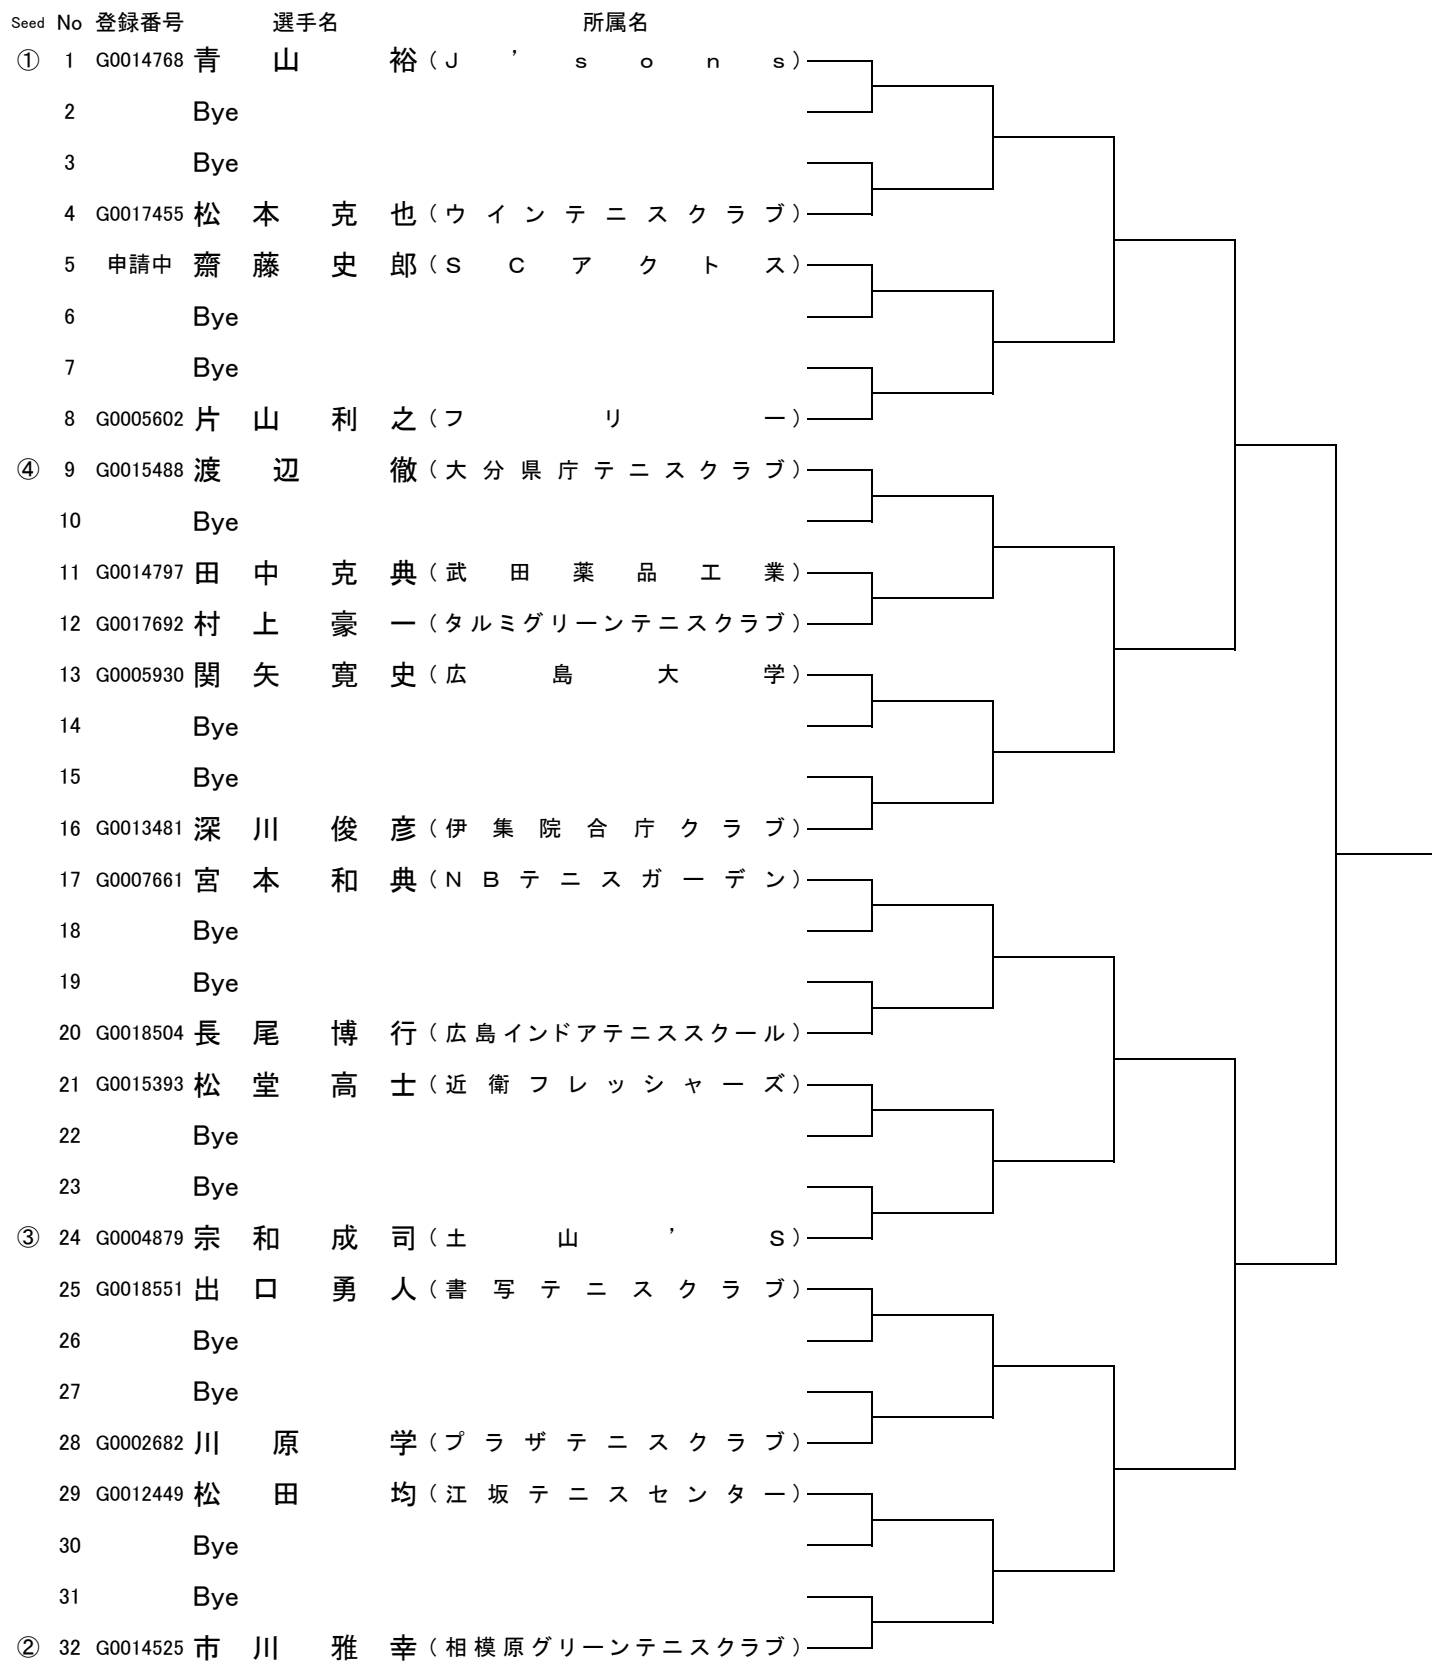 Seed No 登録番号 選手名 所属名
① 1 G0014768 青山 裕 (J’sons)
2 Bye
3 Bye
4 G0017455 松本 克也 (ウインテニスクラブ)
5 申請中 齋藤 史郎 (SCアクトス)
6 Bye
7 Bye
8 G0005602 片山 利之 (フリー)
④ 9 G0015488 渡辺 徹 (大分県庁テニスクラブ)
10 Bye
11 G0014797 田中 克典 (武田薬品工業)
12 G0017692 村上 豪一 (タルミグリーンテニスクラブ)
13 G0005930 関矢 寛史 (広島大学)
14 Bye
15 Bye
16 G0013481 深川 俊彦 (伊集院合庁クラブ)
17 G0007661 宮本 和典 (NBテニスガーデン)
18 Bye
19 Bye
20 G0018504 長尾 博行 (広島インドアテニススクール)
21 G0015393 松堂 高士 (近衛フレッシャーズ)
22 Bye
23 Bye
③ 24 G0004879 宗和 成司 (土山’S)
25 G0018551 出口 勇人 (書写テニスクラブ)
26 Bye
27 Bye
28 G0002682 川原 学 (プラザテニスクラブ)
29 G0012449 松田 均 (江坂テニスセンター)
30 Bye
31 Bye
② 32 G0014525 市川 雅幸 (相模原グリーンテニスクラブ)